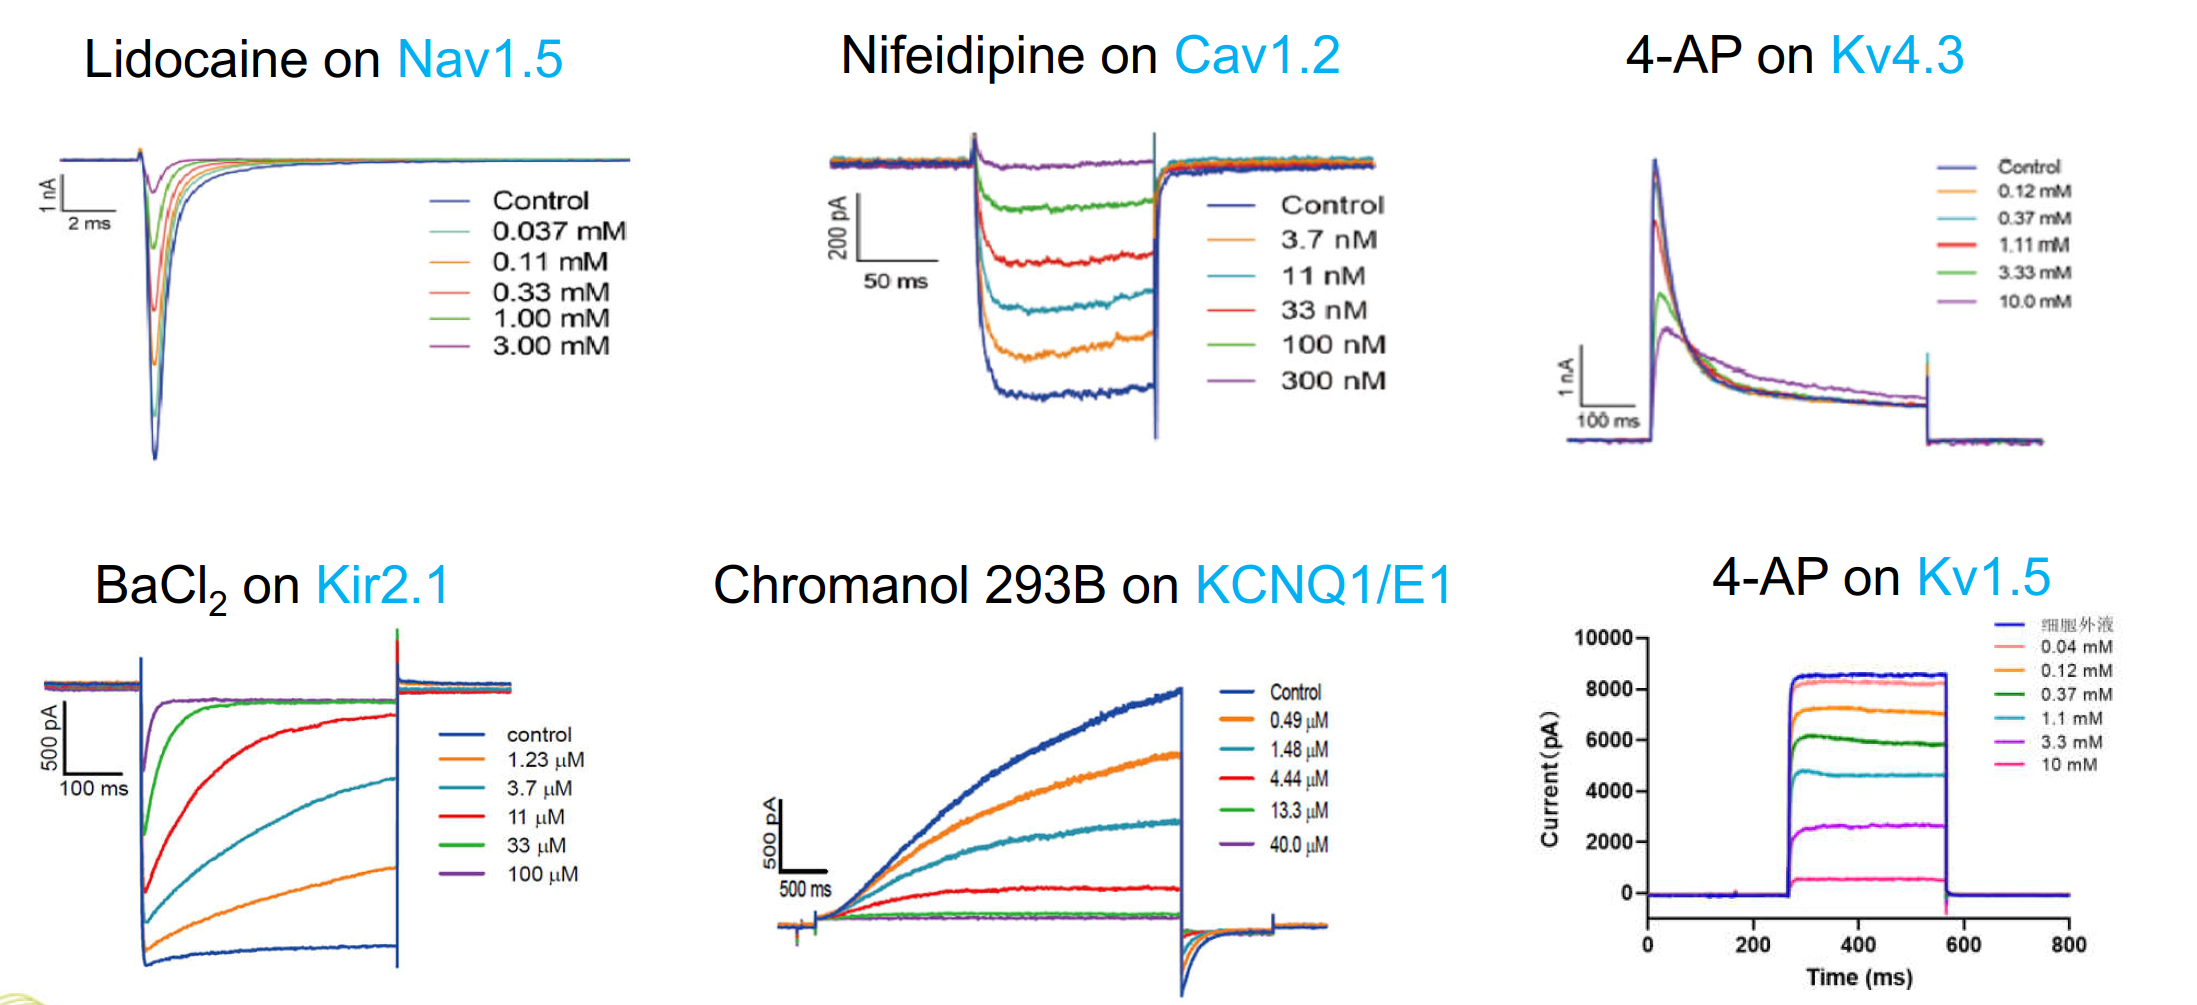 Lidocaine on Nav1.5
1 nA
2 ms
Control
0.037 mM
0.11 mM
0.33 mM
1.00 mM
3.00 mM
Nifeidipine on Cav1.2
200 pA
50 ms
Control
3.7 nM
11 nM
33 nM
100 nM
300 nM
4-AP on Kv4.3
1 nA
100 ms
Control
0.12 mM
0.37 mM
1.11 mM
3.33 mM
10.0 mM
BaCl₂ on Kir2.1
500 pA
100 ms
control
1.23 µM
3.7 µM
11 µM
33 µM
100 µM
Chromanol 293B on KCNQ1/E1
500 pA
500 ms
Control
0.49 µM
1.48 µM
4.44 µM
13.3 µM
40.0 µM
4-AP on Kv1.5
Current(pA)
10000
8000
6000
4000
2000
0
0 200 400 600 800
Time (ms)
细胞外液
0.04 mM
0.12 mM
0.37 mM
1.1 mM
3.3 mM
10 mM